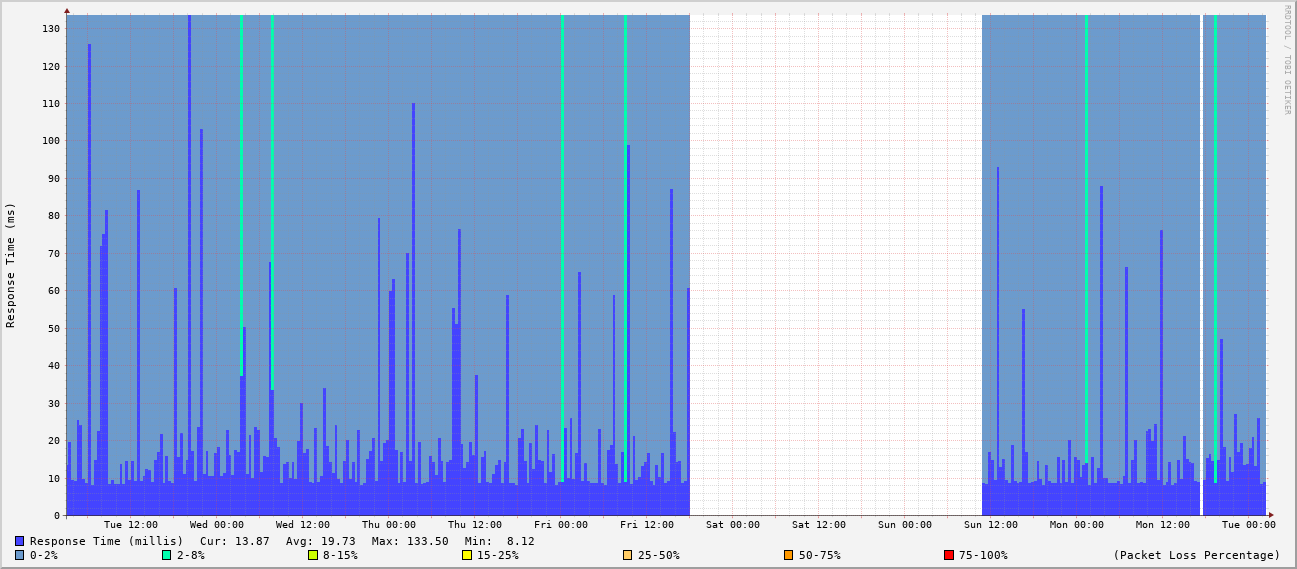 RRDTOOL / TOBI OETIKER
Response Time (ms)
130
120
110
100
90
80
70
60
50
40
30
20
10
0
Tue 12:00 Wed 00:00 Wed 12:00 Thu 00:00 Thu 12:00 Fri 00:00 Fri 12:00 Sat 00:00 Sat 12:00 Sun 00:00 Sun 12:00 Mon 00:00 Mon 12:00 Tue 00:00
Response Time (millis) Cur: 13.87 Avg: 19.73 Max: 133.50 Min: 8.12
0-2% 2-8% 8-15% 15-25% 25-50% 50-75% 75-100% (Packet Loss Percentage)